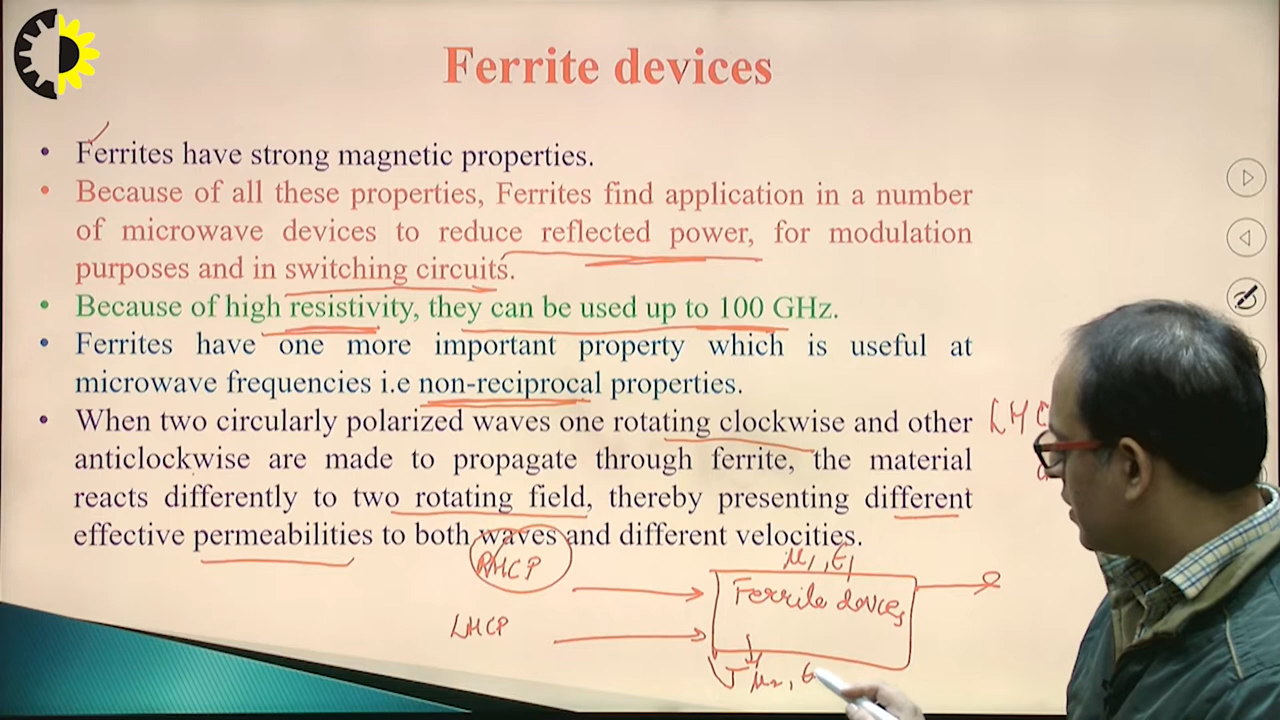 Ferrite devices
• Ferrites have strong magnetic properties.
• Because of all these properties, Ferrites find application in a number
of microwave devices to reduce reflected power, for modulation
purposes and in switching circuits.
• Because of high resistivity, they can be used up to 100 GHz.
• Ferrites have one more important property which is useful at
microwave frequencies i.e non-reciprocal properties.
• When two circularly polarized waves one rotating clockwise and other
anticlockwise are made to propagate through ferrite, the material
reacts differently to two rotating field, thereby presenting different
effective permeabilities to both waves and different velocities.
LHC
RHCP
μ1, ε1
Ferrite devices
LHCP
μ2, ε